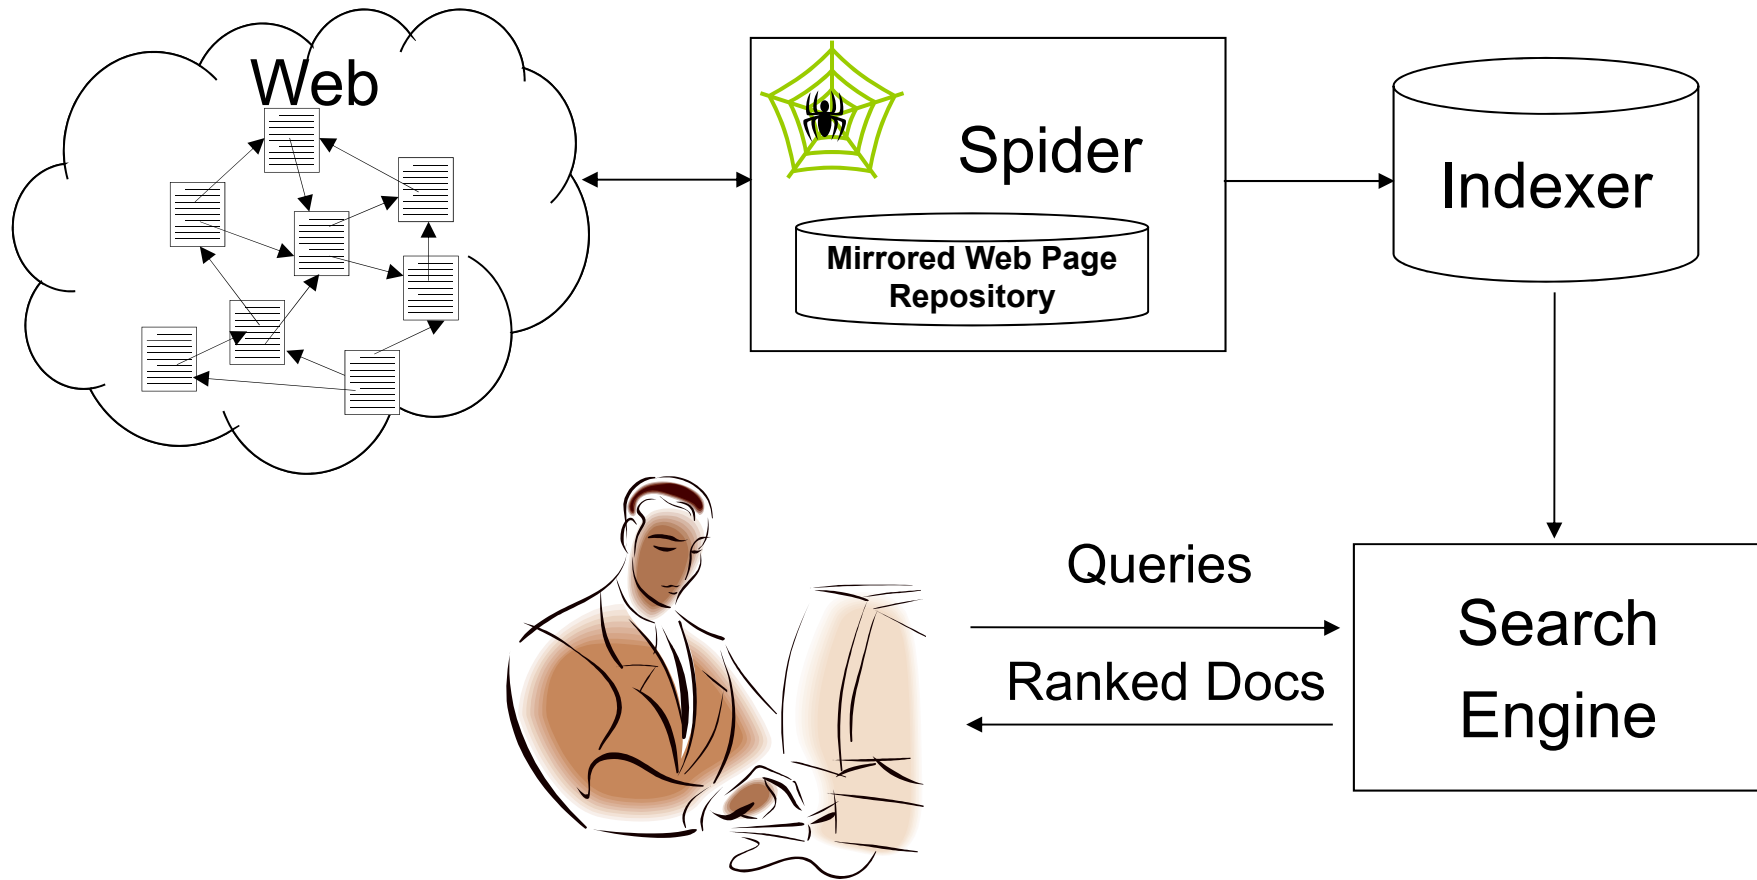 Web
Spider
Mirrored Web Page
Repository
Indexer
Queries
Ranked Docs
Search
Engine